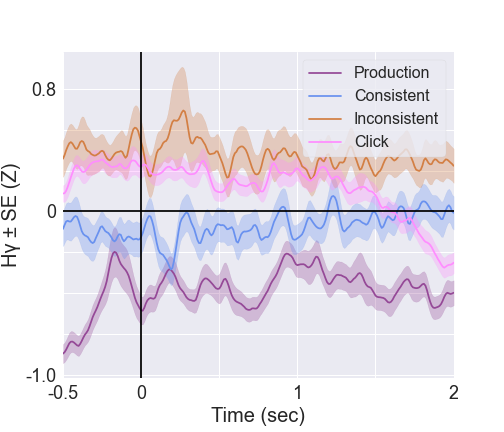 Production
Consistent
Inconsistent
Click
0.8
0
-1.0
-0.5
0
1
2
Time (sec)
Hγ ± SE (Z)